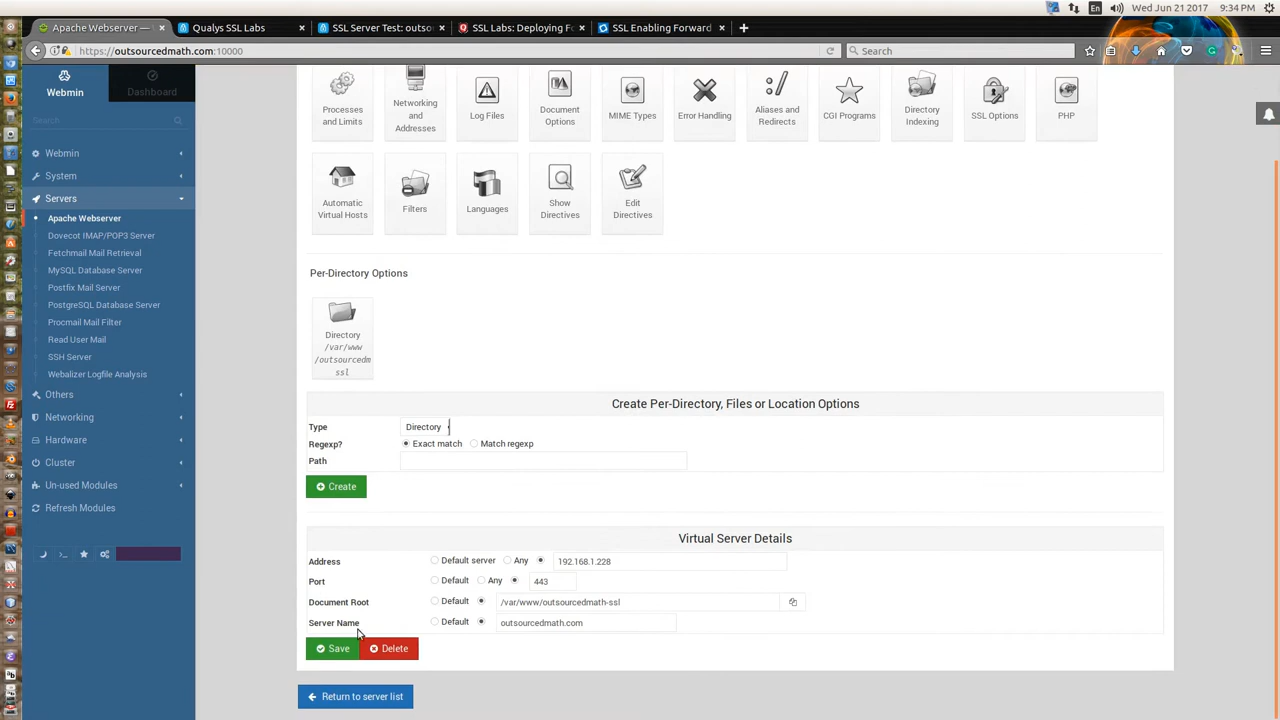 En
Wed Jun 21 2017
9:34 PM
Apache Webserver —
Qualys SSL Labs
SSL Server Test: outso
SSL Labs: Deploying F
SSL Enabling Forward
https://outsourcedmath.com:10000
Search
Webmin
Dashboard
Search
Webmin
System
Servers
Apache Webserver
Dovecot IMAP/POP3 Server
Fetchmail Mail Retrieval
MySQL Database Server
Postfix Mail Server
PostgreSQL Database Server
Procmail Mail Filter
Read User Mail
SSH Server
Webalizer Logfile Analysis
Others
Networking
Hardware
Cluster
Un-used Modules
Refresh Modules
Processes
and Limits
Networking
and
Addresses
Log Files
Document
Options
MIME Types
Error Handling
Aliases and
Redirects
CGI Programs
Directory
Indexing
SSL Options
PHP
Automatic
Virtual Hosts
Filters
Languages
Show
Directives
Edit
Directives
Per-Directory Options
Directory
/var/www
/outsourcedm
ssl
Create Per-Directory, Files or Location Options
Type
Directory
Regexp?
Exact match
Match regexp
Path
Create
Virtual Server Details
Address
Default server
Any
192.168.1.228
Port
Default
Any
443
Document Root
Default
/var/www/outsourcedmath-ssl
Server Name
Default
outsourcedmath.com
Save
Delete
Return to server list